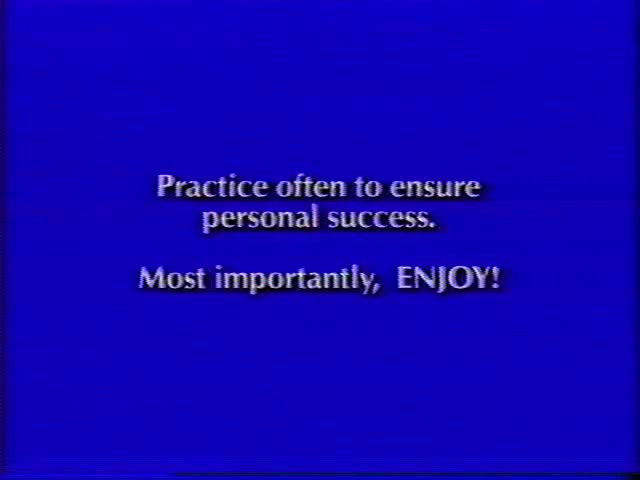 Practice often to ensure
personal success.
Most importantly, ENJOY!